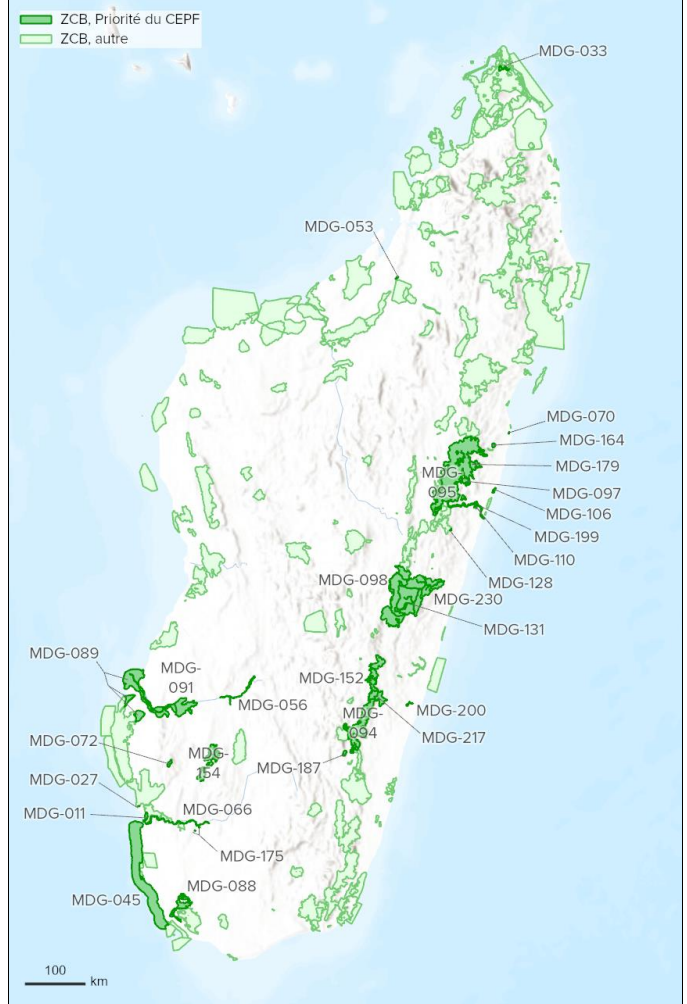 ZCB, Priorité du CEPF
ZCB, autre
MDG-033
MDG-053
MDG-070
MDG-164
MDG-179
MDG-
095
MDG-097
MDG-106
MDG-199
MDG-110
MDG-128
MDG-098
MDG-230
MDG-131
MDG-089
MDG-
091
MDG-152
MDG-056
MDG-200
MDG-
094
MDG-217
MDG-072
MDG-
154
MDG-187
MDG-027
MDG-066
MDG-011
MDG-175
MDG-088
MDG-045
100
km